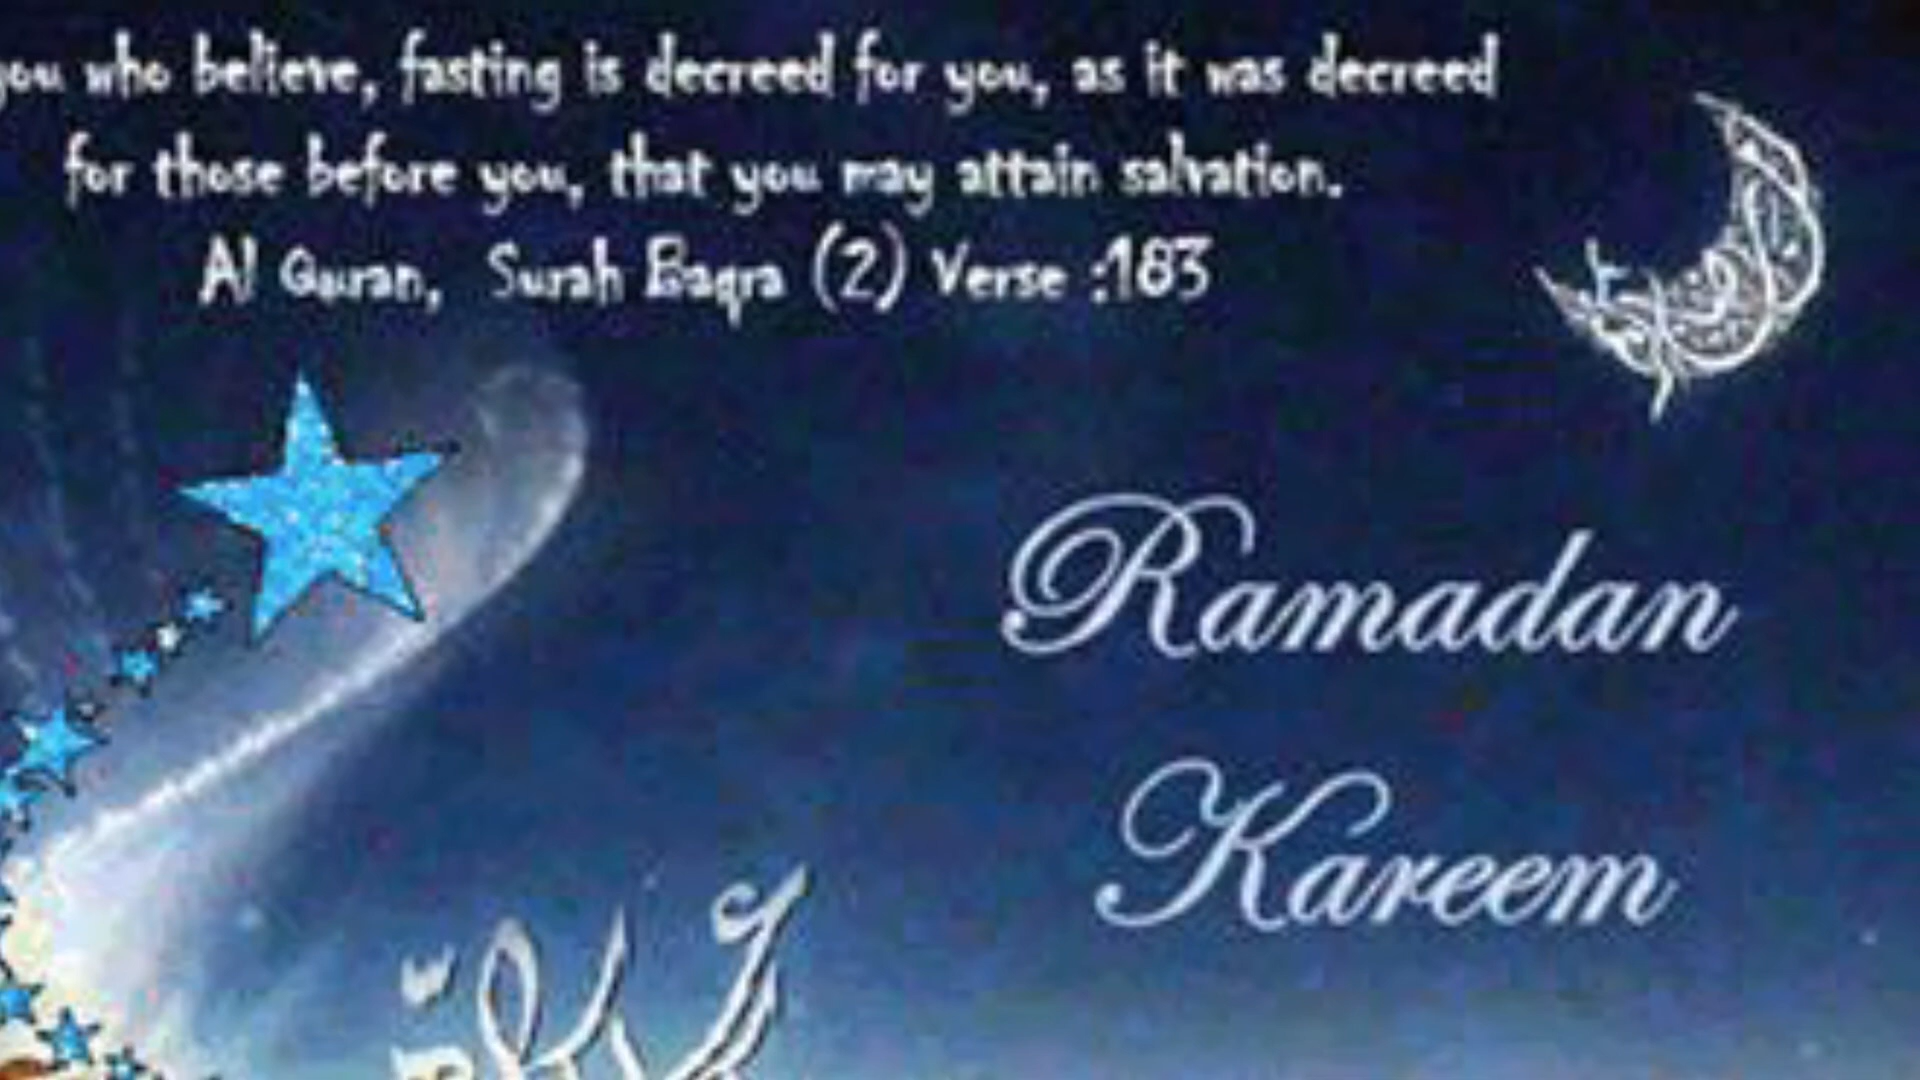 you who believe, fasting is decreed for you, as it was decreed
for those before you, that you may attain salvation.
Al Quran, Surah Baqra (2) Verse :183
Ramadan
Kareem